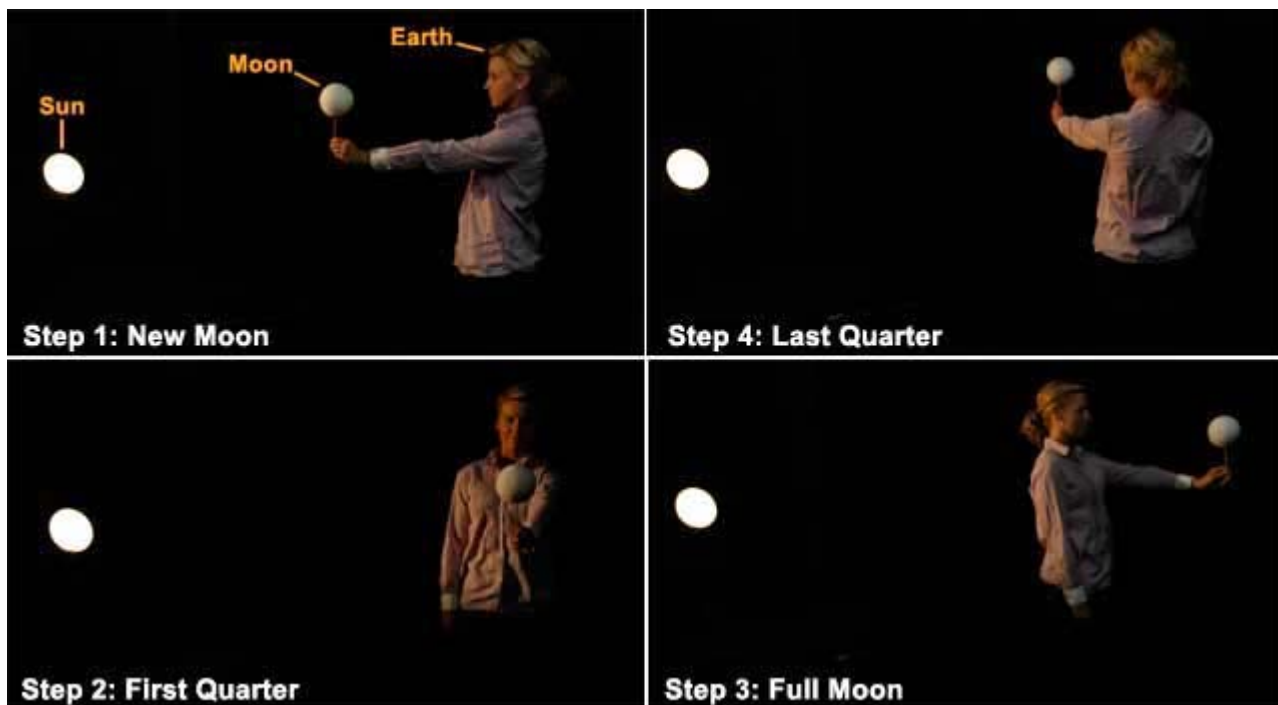 Earth
Moon
Sun
Step 1: New Moon
Step 4: Last Quarter
Step 2: First Quarter
Step 3: Full Moon